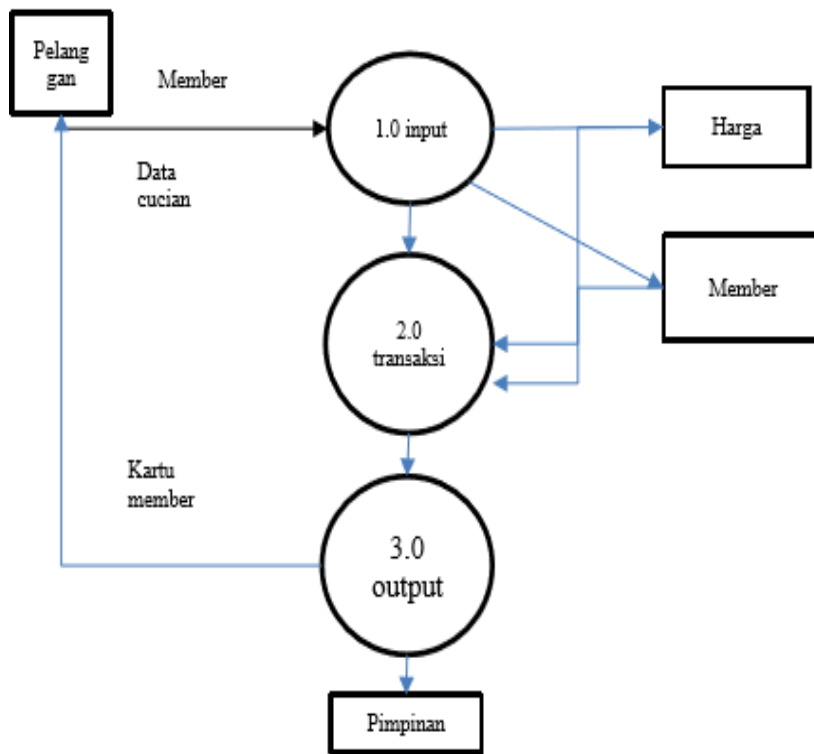 Pelang
gan
Member
1.0 input
Harga
Data
cucian
Member
2.0
transaksi
Kartu
member
3.0
output
Pimpinan